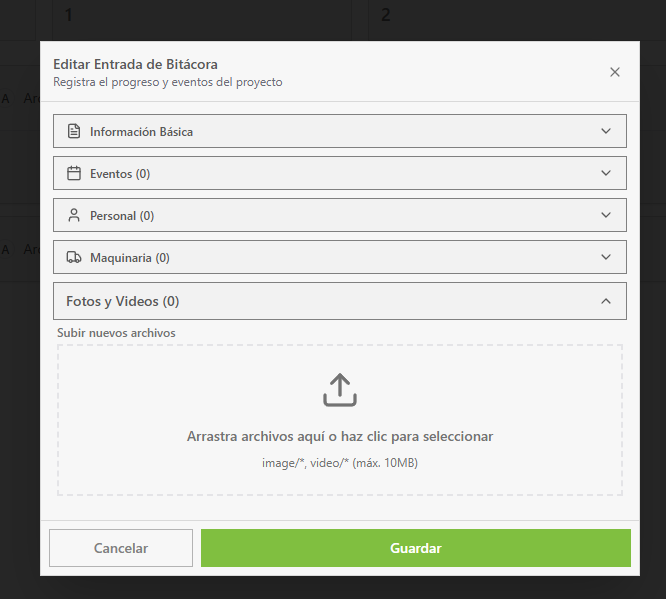 1
2
Editar Entrada de Bitácora
Registra el progreso y eventos del proyecto
A
Información Básica
Eventos (0)
Personal (0)
A
Maquinaria (0)
Fotos y Videos (0)
Subir nuevos archivos
Arrastra archivos aquí o haz clic para seleccionar
image/*, video/* (máx. 10MB)
Cancelar
Guardar